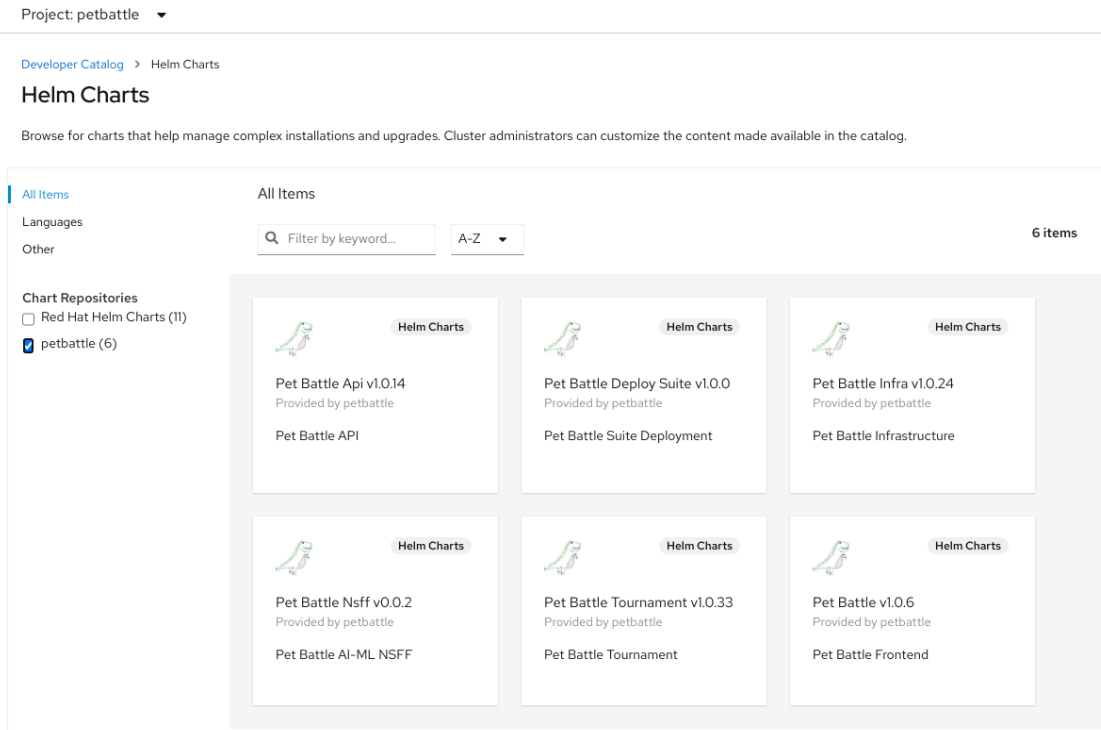 Project: petbattle
Developer Catalog > Helm Charts
Helm Charts
Browse for charts that help manage complex installations and upgrades. Cluster administrators can customize the content made available in the catalog.
All Items
Languages
Other
Chart Repositories
Red Hat Helm Charts (11)
petbattle (6)
All Items
Filter by keyword...
A-Z
6 items
Helm Charts
Pet Battle Api v1.0.14
Provided by petbattle
Pet Battle API
Helm Charts
Pet Battle Deploy Suite v1.0.0
Provided by petbattle
Pet Battle Suite Deployment
Helm Charts
Pet Battle Infra v1.0.24
Provided by petbattle
Pet Battle Infrastructure
Helm Charts
Pet Battle Nsff v0.0.2
Provided by petbattle
Pet Battle AI-ML NSFF
Helm Charts
Pet Battle Tournament v1.0.33
Provided by petbattle
Pet Battle Tournament
Helm Charts
Pet Battle v1.0.6
Provided by petbattle
Pet Battle Frontend